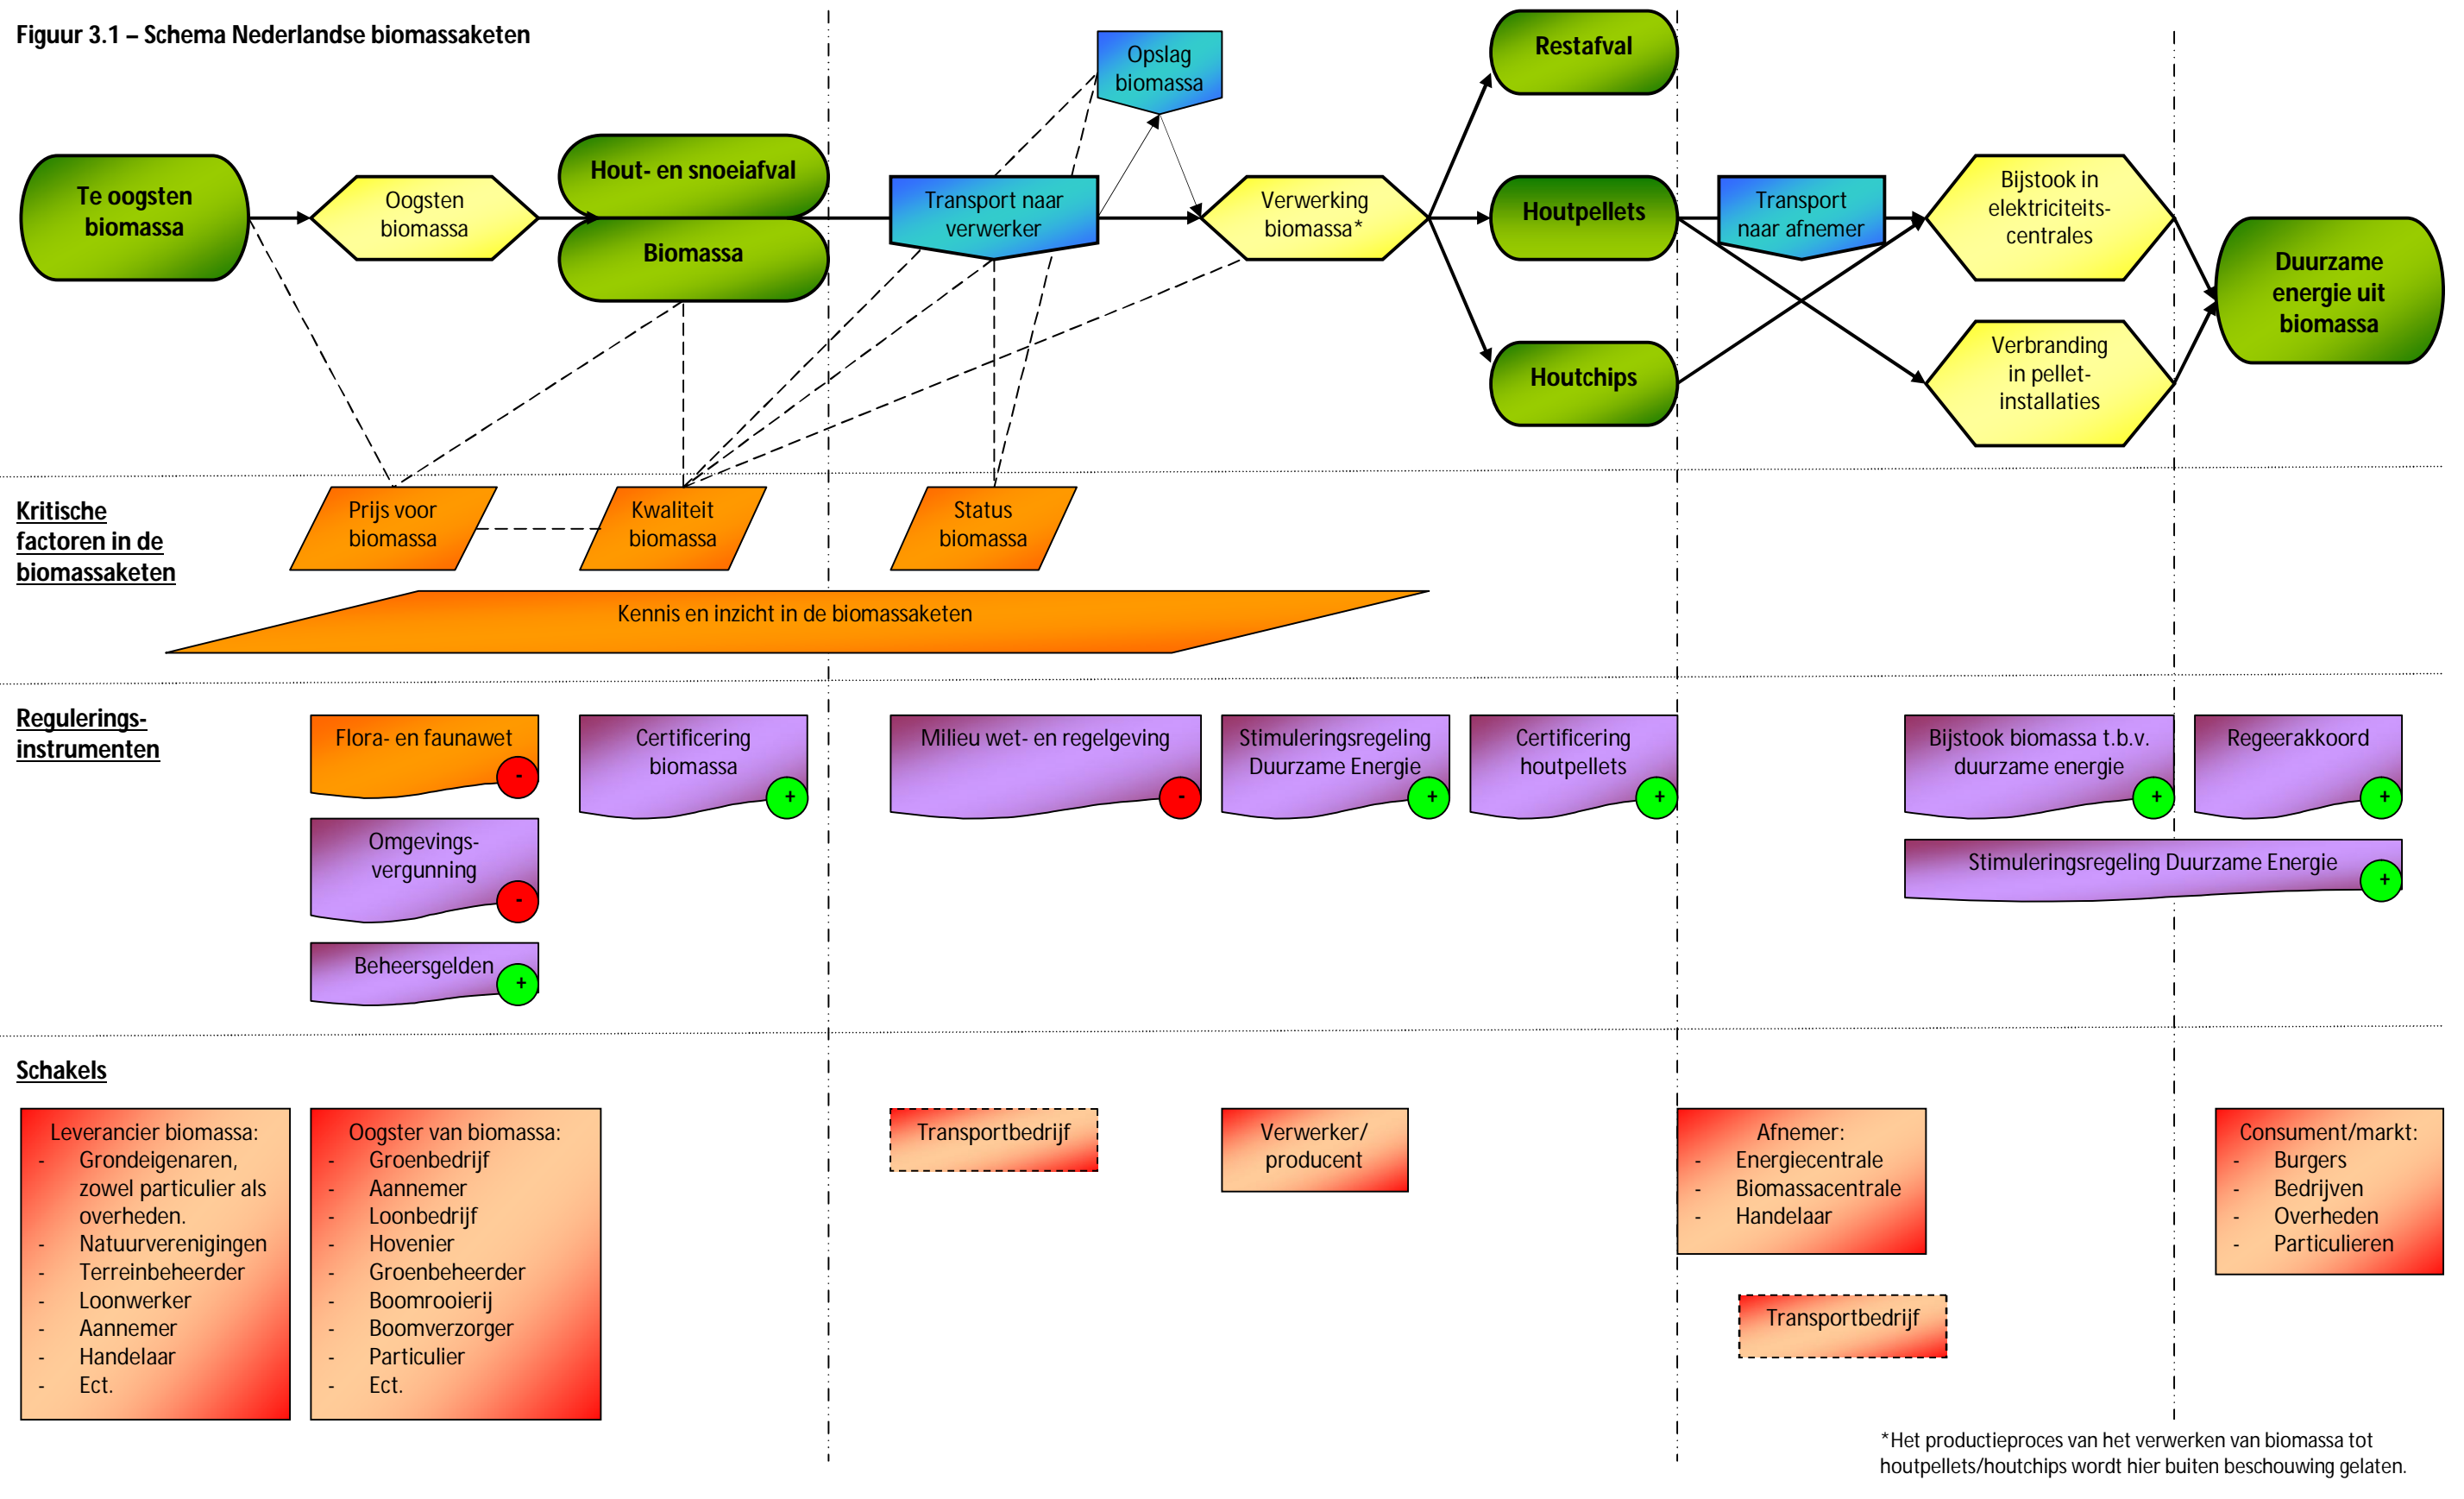 Figuur 3.1 – Schema Nederlandse biomassaketen
Opslag
biomassa
Restafval
Te oogsten
biomassa
Oogsten
biomassa
Hout- en snoeiafval
Biomassa
Transport naar
verwerker
Verwerking
biomassa*
Houtpellets
Houtchips
Transport
naar afnemer
Bijstook in
elektriciteits-
centrales
Verbranding
in pellet-
installaties
Duurzame
energie uit
biomassa
Kritische
factoren in de
biomassaketen
Prijs voor
biomassa
Kwaliteit
biomassa
Status
biomassa
Kennis en inzicht in de biomassaketen
Regulerings-
instrumenten
Flora- en faunawet
-
Omgevings-
vergunning
-
Beheersgelden
+
Certificering
biomassa
+
Milieu wet- en regelgeving
-
Stimuleringsregeling
Duurzame Energie
+
Certificering
houtpellets
+
Bijstook biomassa t.b.v.
duurzame energie
+
Regeerakkoord
+
Stimuleringsregeling Duurzame Energie
+
Schakels
Leverancier biomassa:
- Grondeigenaren,
zowel particulier als
overheden.
- Natuurverenigingen
- Terreinbeheerder
- Loonwerker
- Aannemer
- Handelaar
- Ect.
Oogster van biomassa:
- Groenbedrijf
- Aannemer
- Loonbedrijf
- Hovenier
- Groenbeheerder
- Boomrooierij
- Boomverzorger
- Particulier
- Ect.
Transportbedrijf
Verwerker/
producent
Afnemer:
- Energiecentrale
- Biomassacentrale
- Handelaar
Transportbedrijf
Consument/markt:
- Burgers
- Bedrijven
- Overheden
- Particulieren
*Het productieproces van het verwerken van biomassa tot
houtpellets/houtchips wordt hier buiten beschouwing gelaten.